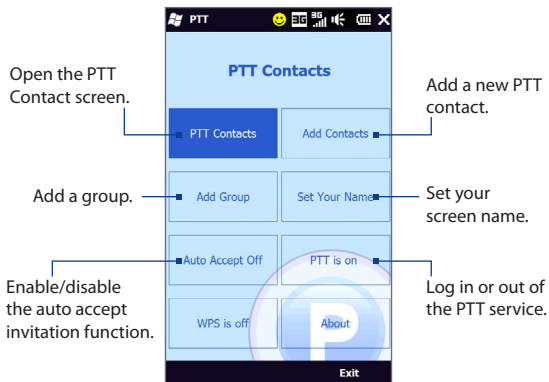 PTT
3G
3G
PTT Contacts
Open the PTT
Contact screen.
Add a new PTT
contact.
PTT Contacts
Add Contacts
Add a group.
Add Group
Set Your Name
Set your
screen name.
Auto Accept Off
PTT is on
Enable/disable
the auto accept
invitation function.
Log in or out of
the PTT service.
WPS is off
About
P
Exit